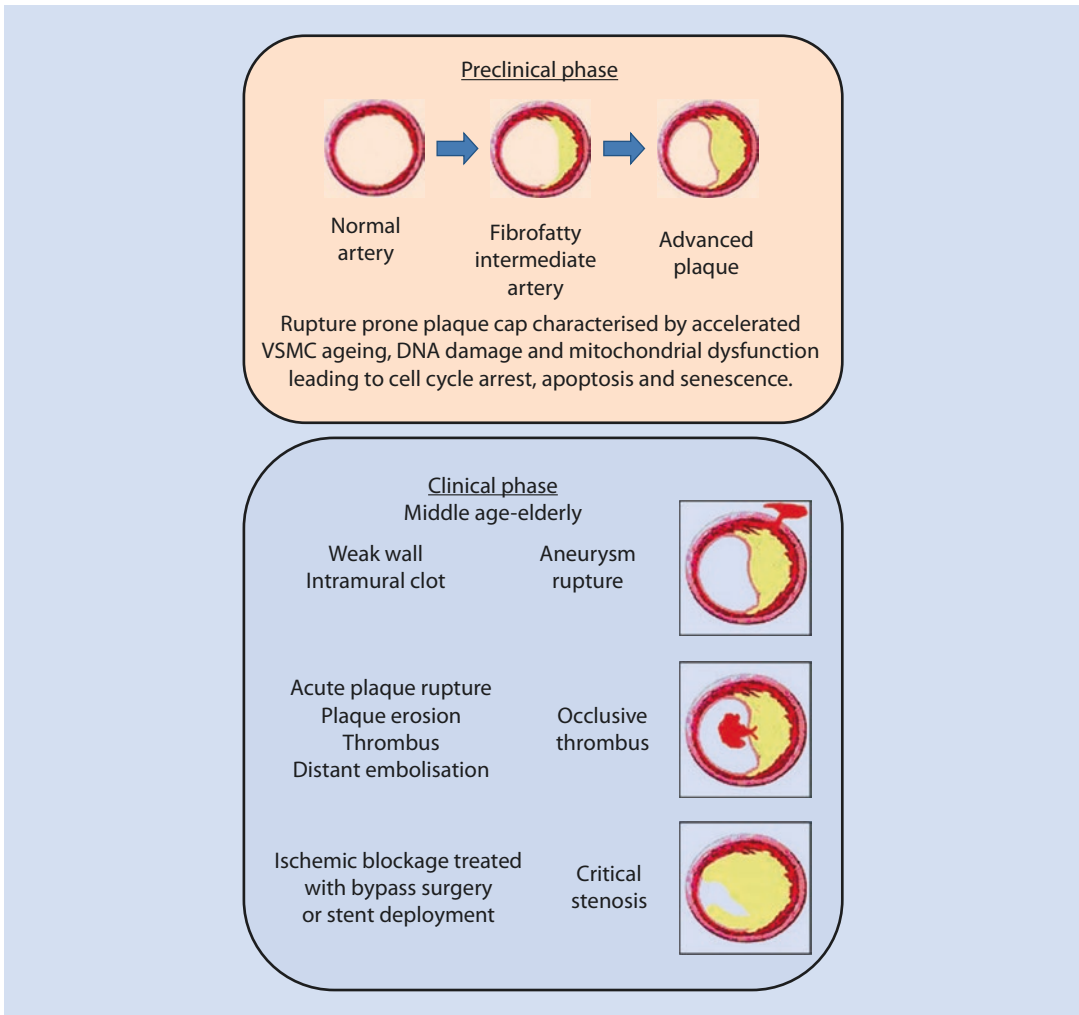 Preclinical phase
Normal
artery
Fibrofatty
intermediate
artery
Advanced
plaque
Rupture prone plaque cap characterised by accelerated
VSMC ageing, DNA damage and mitochondrial dysfunction
leading to cell cycle arrest, apoptosis and senescence.
Clinical phase
Middle age-elderly
Weak wall
Intramural clot
Aneurysm
rupture
Acute plaque rupture
Plaque erosion
Thrombus
Distant embolisation
Occlusive
thrombus
Ischemic blockage treated
with bypass surgery
or stent deployment
Critical
stenosis